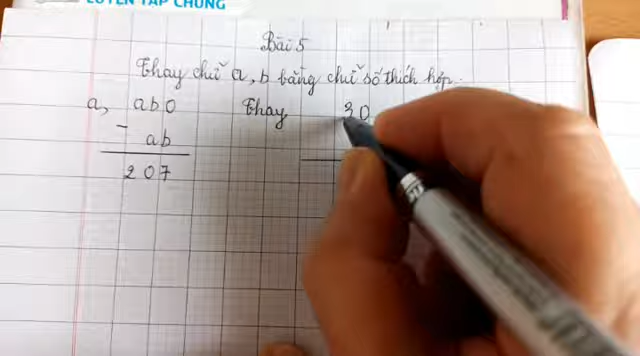 LUYỆN TẬP CHUNG
Bài 5
Thay chữ a, b bằng chữ số thích hợp.
a, ab0 Thay 30
- ab
207